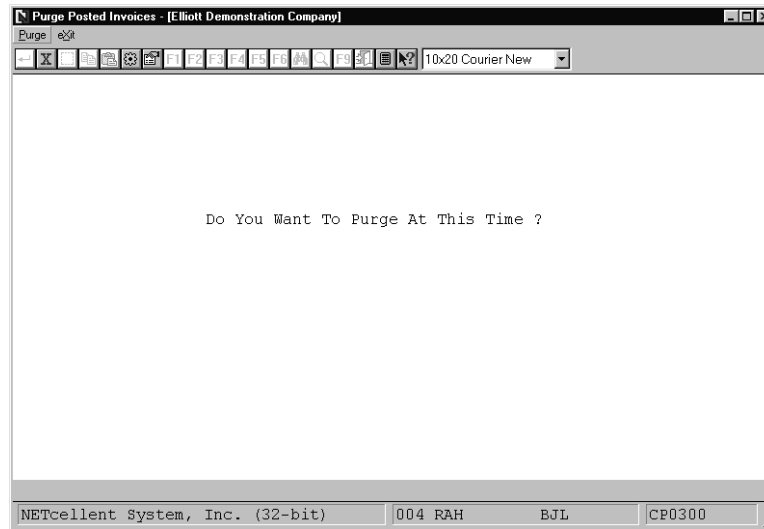 Purge Posted Invoices - [Elliott Demonstration Company]
Purge eXit
F1 F2 F3 F4 F5 F6 F9 10x20 Courier New
Do You Want To Purge At This Time ?
NETcellent System, Inc. (32-bit) 004 RAH BJL CP0300